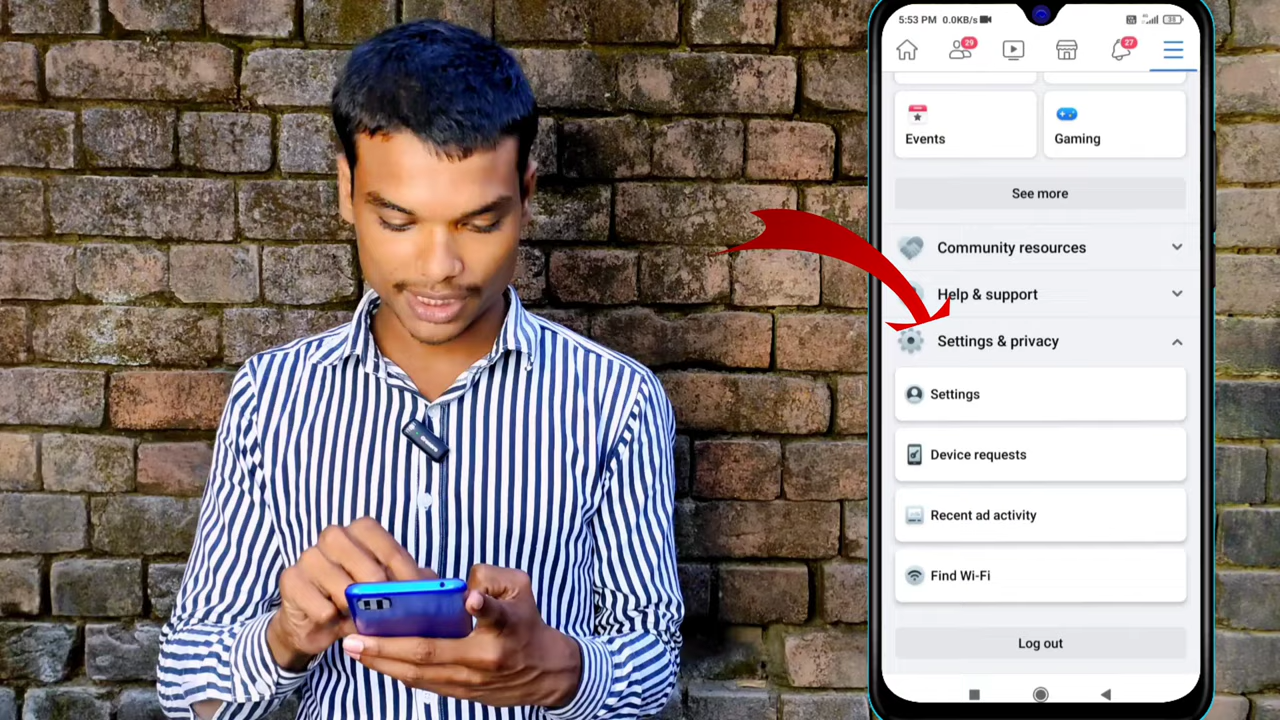 5:53 PM 0.0KB/s
38
29
27
Events
Gaming
See more
Community resources
Help & support
Settings & privacy
Settings
Device requests
Recent ad activity
Find Wi-Fi
Log out